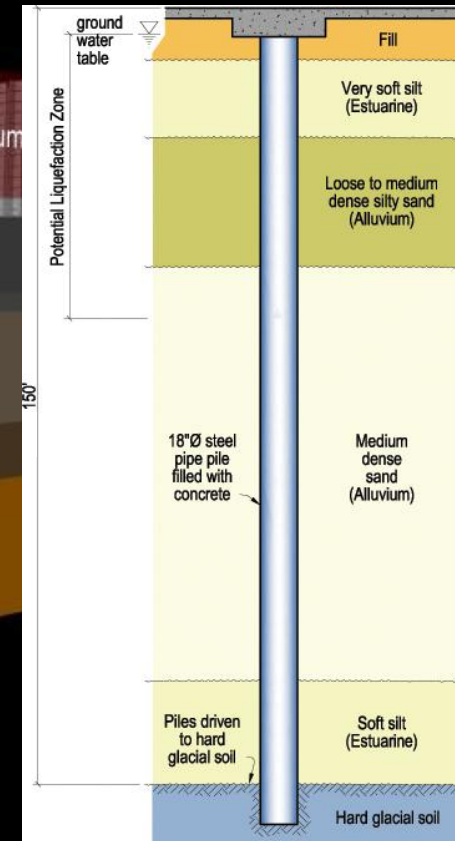 ground
water
table
Fill
Very soft silt
(Estuarine)
Potential Liquefaction Zone
Loose to medium
dense silty sand
(Alluvium)
150'
18"Ø steel
pipe pile
filled with
concrete
Medium
dense
sand
(Alluvium)
Piles driven
to hard
glacial soil
Soft silt
(Estuarine)
Hard glacial soil